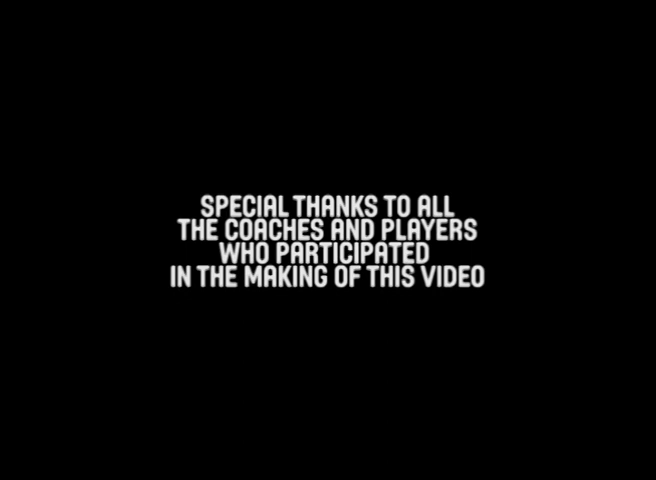 SPECIAL THANKS TO ALL
THE COACHES AND PLAYERS
WHO PARTICIPATED
IN THE MAKING OF THIS VIDEO